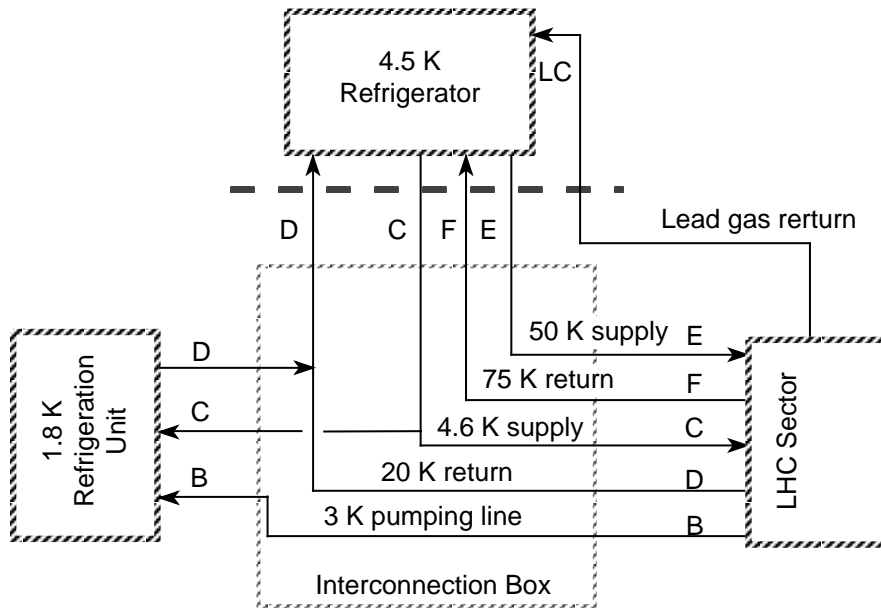 4.5 K
Refrigerator
LC
Lead gas rerturn
D
C
F
E
50 K supply
E
D
75 K return
F
1.8 K
Refrigeration
Unit
LHC Sector
C
4.6 K supply
C
20 K return
D
B
3 K pumping line
B
Interconnection Box